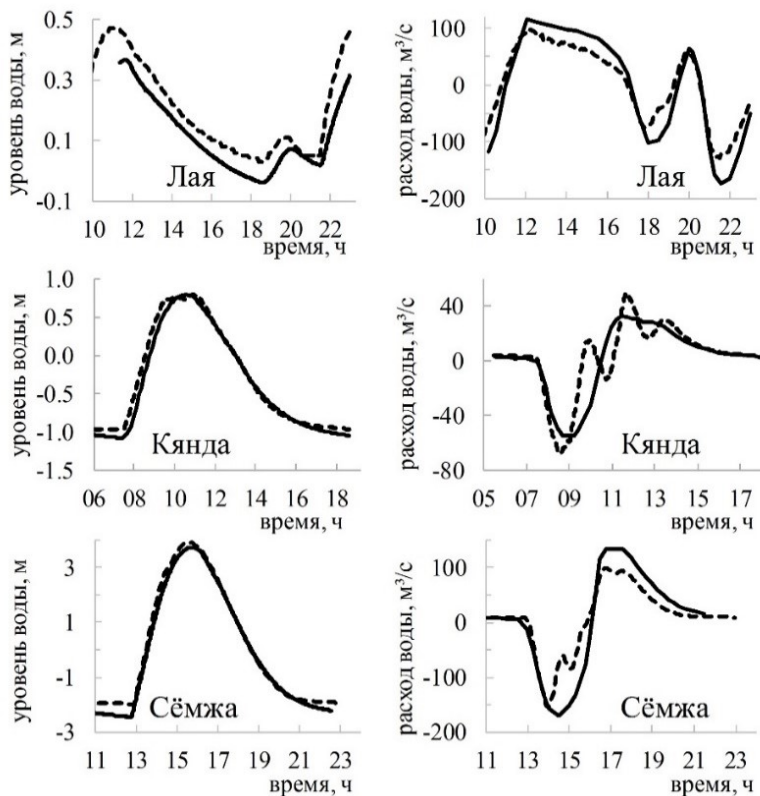 уровень воды, м
0.5
0.3
0.1
-0.1
Лая
10 12 14 16 18 20 22
время, ч
расход воды, м³/с
100
0
-100
-200
Лая
10 12 14 16 18 20 22
время, ч
уровень воды, м
1.0
0.5
0.0
-0.5
-1.0
-1.5
Кянда
06 08 10 12 14 16 18
время, ч
расход воды, м³/с
40
0
-40
-80
Кянда
05 07 09 11 13 15 17
время, ч
уровень воды, м
3
1
-1
-3
Сёмжа
11 13 15 17 19 21 23
время, ч
расход воды, м³/с
100
0
-100
-200
Сёмжа
11 13 15 17 19 21 23
время, ч